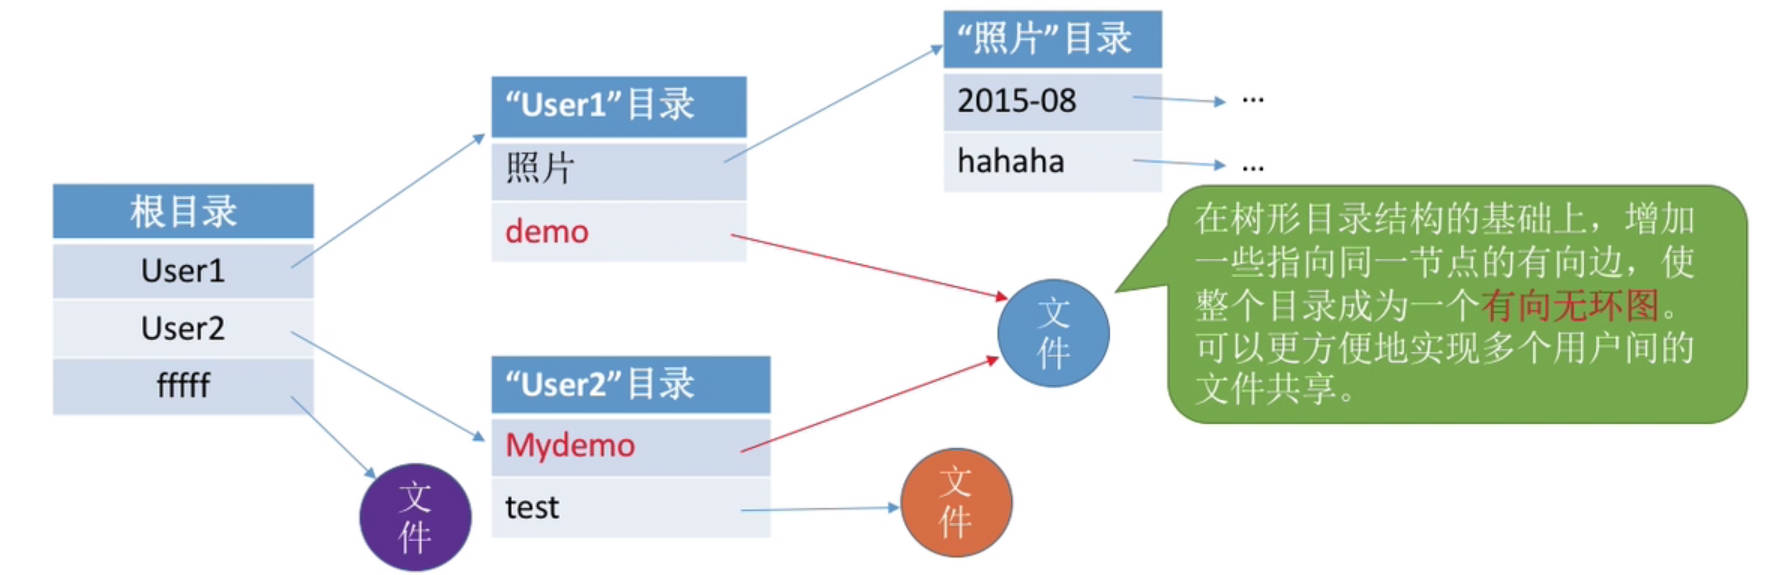 根目录
User1
User2
fffff
文
件
“User1”目录
照片
demo
“User2”目录
Mydemo
test
文
件
“照片”目录
2015-08
...
hahaha
...
文
件
在树形目录结构的基础上，增加
一些指向同一节点的有向边，使
整个目录成为一个有向无环图。
可以更方便地实现多个用户间的
文件共享。